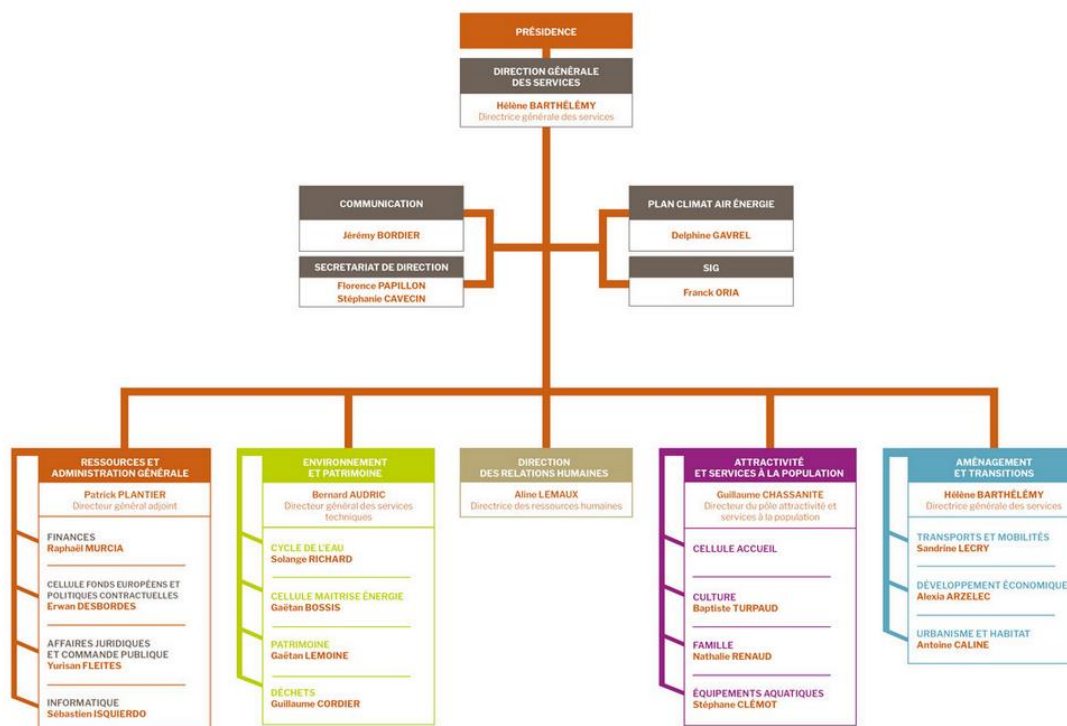 PRÉSIDENCE
DIRECTION GÉNÉRALE
DES SERVICES
Hélène BARTHÉLÉMY
Directrice générale des services
COMMUNICATION
Jérémy BORDIER
PLAN CLIMAT AIR ÉNERGIE
Delphine GAVREL
SECRETARIAT DE DIRECTION
Florence PAPILLON
Stéphanie CAVECIN
SIG
Franck ORIA
RESSOURCES ET
ADMINISTRATION GÉNÉRALE
Patrick PLANTIER
Directeur général adjoint
FINANCES
Raphaël MURCIA
CELLULE FONDS EUROPÉENS ET
POLITIQUES CONTRACTUELLES
Erwan DESBORDES
AFFAIRES JURIDIQUES
ET COMMANDE PUBLIQUE
Yurisan FLEITES
INFORMATIQUE
Sébastien ISQUIERDO
ENVIRONNEMENT
ET PATRIMOINE
Bernard AUDRIC
Directeur général des services
techniques
CYCLE DE L'EAU
Solange RICHARD
CELLULE MAITRISE ÉNERGIE
Gaëtan BOSSIS
PATRIMOINE
Gaëtan LEMOINE
DÉCHETS
Guillaume CORDIER
DIRECTION
DES RELATIONS HUMAINES
Aline LEMAUX
Directrice des ressources humaines
ATTRACTIVITÉ
ET SERVICES À LA POPULATION
Guillaume CHASSANITE
Directeur du pôle attractivité et
services à la population
CELLULE ACCUEIL
CULTURE
Baptiste TURPAUD
FAMILLE
Nathalie RENAUD
ÉQUIPEMENTS AQUATIQUES
Stéphane CLÉMOT
AMÉNAGEMENT
ET TRANSITIONS
Hélène BARTHÉLÉMY
Directrice générale des services
TRANSPORTS ET MOBILITÉS
Sandrine LECRY
DÉVELOPPEMENT ÉCONOMIQUE
Alexia ARZELEC
URBANISME ET HABITAT
Antoine CALINE